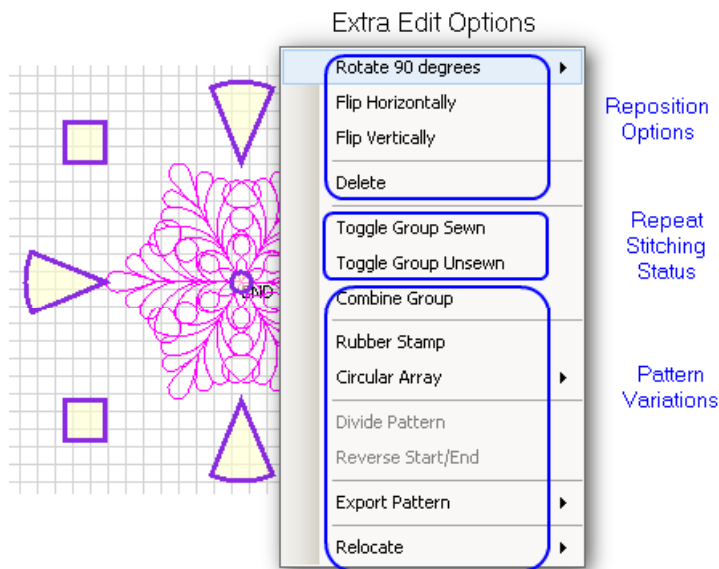 Extra Edit Options
Rotate 90 degrees
Flip Horizontally
Flip Vertically
Delete
Reposition
Options
Toggle Group Sewn
Toggle Group Unsewn
Repeat
Stitching
Status
END
Combine Group
Rubber Stamp
Circular Array
Divide Pattern
Reverse Start/End
Export Pattern
Relocate
Pattern
Variations